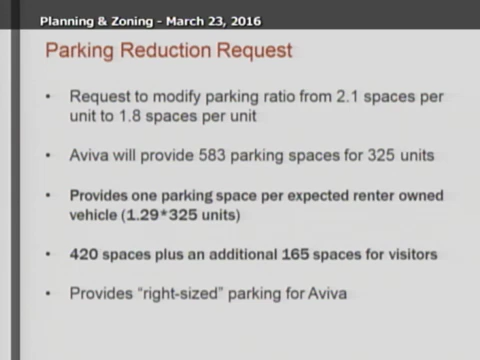 Planning & Zoning - March 23, 2016
Parking Reduction Request
• Request to modify parking ratio from 2.1 spaces per
unit to 1.8 spaces per unit
• Aviva will provide 583 parking spaces for 325 units
• Provides one parking space per expected renter owned
vehicle (1.29*325 units)
• 420 spaces plus an additional 165 spaces for visitors
• Provides “right-sized” parking for Aviva